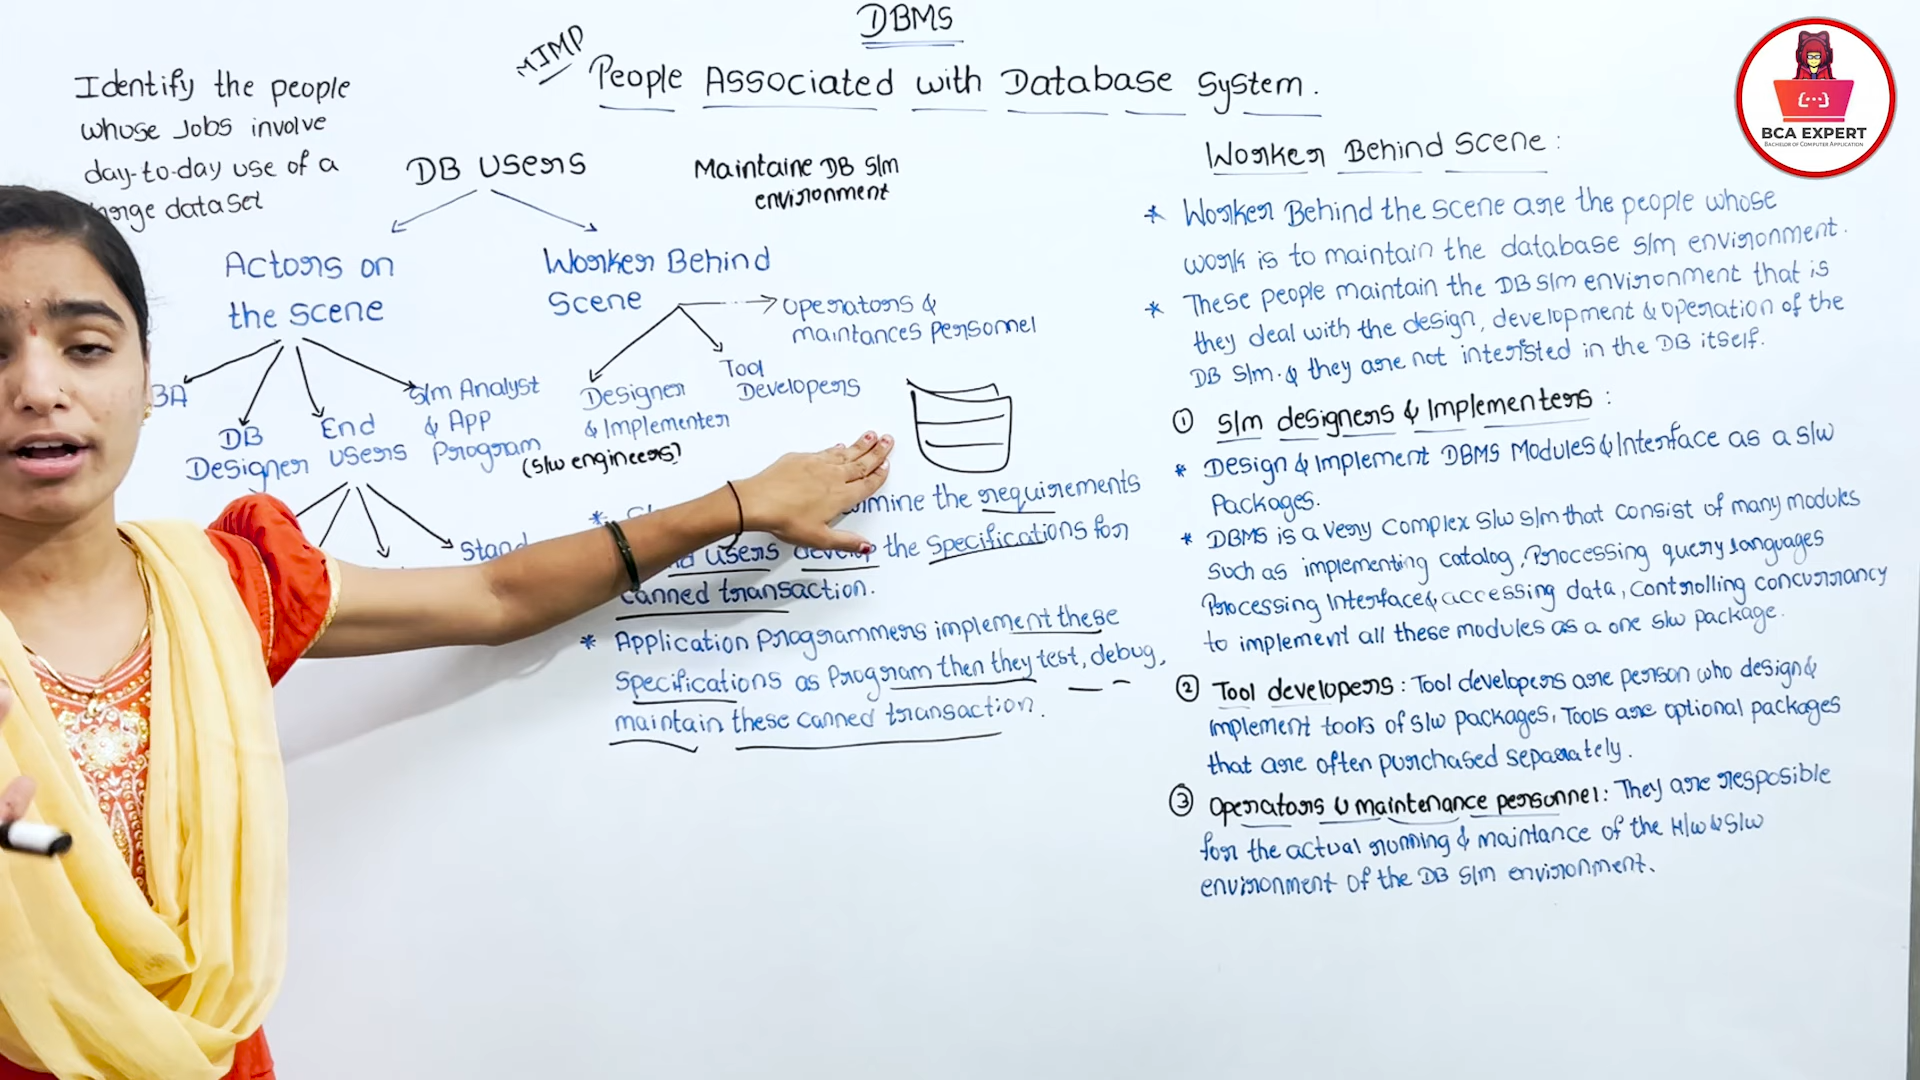 DBMS
MIMP
People Associated with Database System.
Identify the people
whose Jobs involve
day-to-day use of a
dataset
DB users
Maintaine DB S/m
environment
Actors on
the scene
Worker Behind
Scene
operators &
maintances personnel
Tool
Developers
Designer
& Implementer
(S/w engineers)
DB
Designer
End
users
S/m Analyst
& App
Program
the requirements
users develop the specifications for
canned transaction.
* Application Programmers implement these
Specifications as Program then they test, debug,
maintain these canned transaction.
Worker Behind Scene :
* Worker Behind the scene are the people whose
work is to maintain the database s/m environment.
* These people maintain the DB s/m environment that is
they deal with the design, development & operation of the
DB S/m. & they are not interisted in the DB itself.
① S/m designers & Implementers :
* Design & Implement DBMS Modules & Interface as a S/w
Packages.
* DBMS is a very complex S/w S/m that consist of many modules
such as implementing catalog, Processing query languages
Processing Interface & accessing data, controlling concurrancy
to implement all these modules as a one s/w package.
② Tool developers : Tool developers are person who design &
implement tools of s/w packages, Tools are optional packages
that are often purchased separately.
③ Operators & maintenance personnel : They are resposible
for the actual running & maintance of the H/w & S/w
environment of the DB S/m environment.
{...}
BCA EXPERT
BACHELOR OF COMPUTER APPLICATION